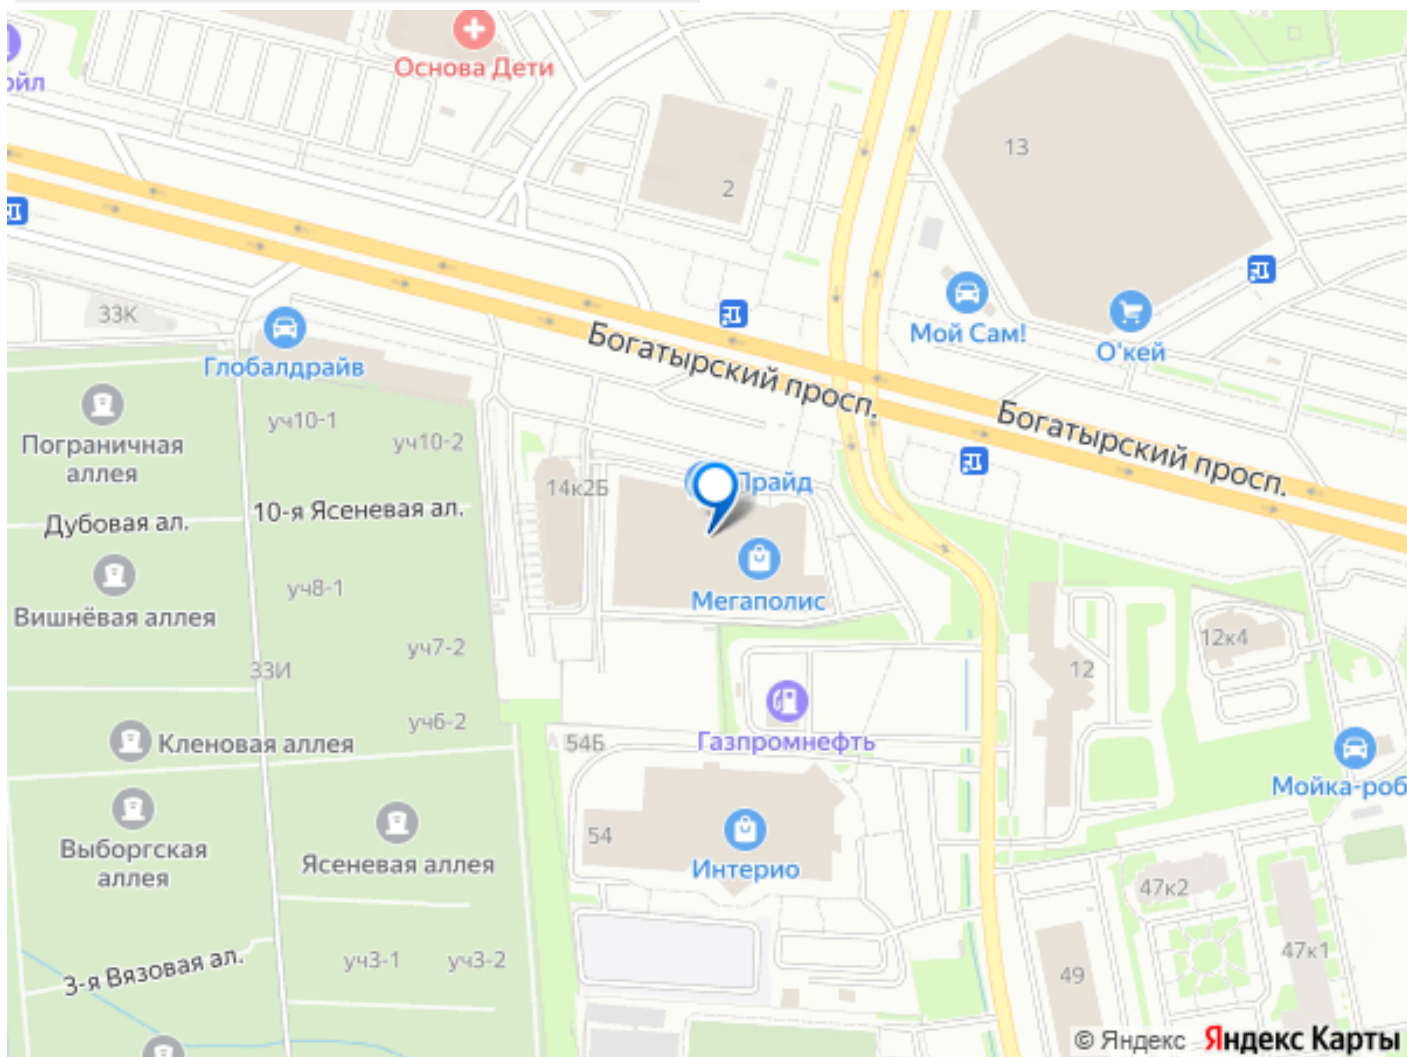 Основа Дети
ойл
13
2
33К
Мой Сам!
О'кей
Глобалдрайв
Богатырский просп.
Богатырский просп.
Пограничная
аллея
уч10-1
уч10-2
Дубовая ал.
10-я Ясеневая ал.
14к2Б
Прайд
Мегаполис
Вишнёвая аллея
уч8-1
уч7-2
33И
12к4
12
уч6-2
Кленовая аллея
54Б
Газпромнефть
Мойка-роб
Выборгская
аллея
Ясеневая аллея
54
Интерио
47к2
47к1
3-я Вязовая ал.
уч3-1
уч3-2
49
© Яндекс Яндекс Карты